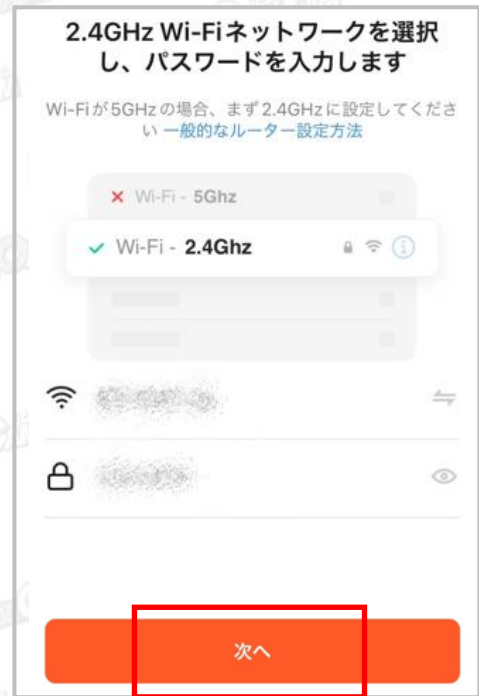 2.4GHz Wi-Fiネットワークを選択
し、パスワードを入力します
Wi-Fiが5GHzの場合、まず2.4GHzに設定してくださ
い 一般的なルーター設定方法
Wi-Fi - 5Ghz
Wi-Fi - 2.4Ghz
次へ